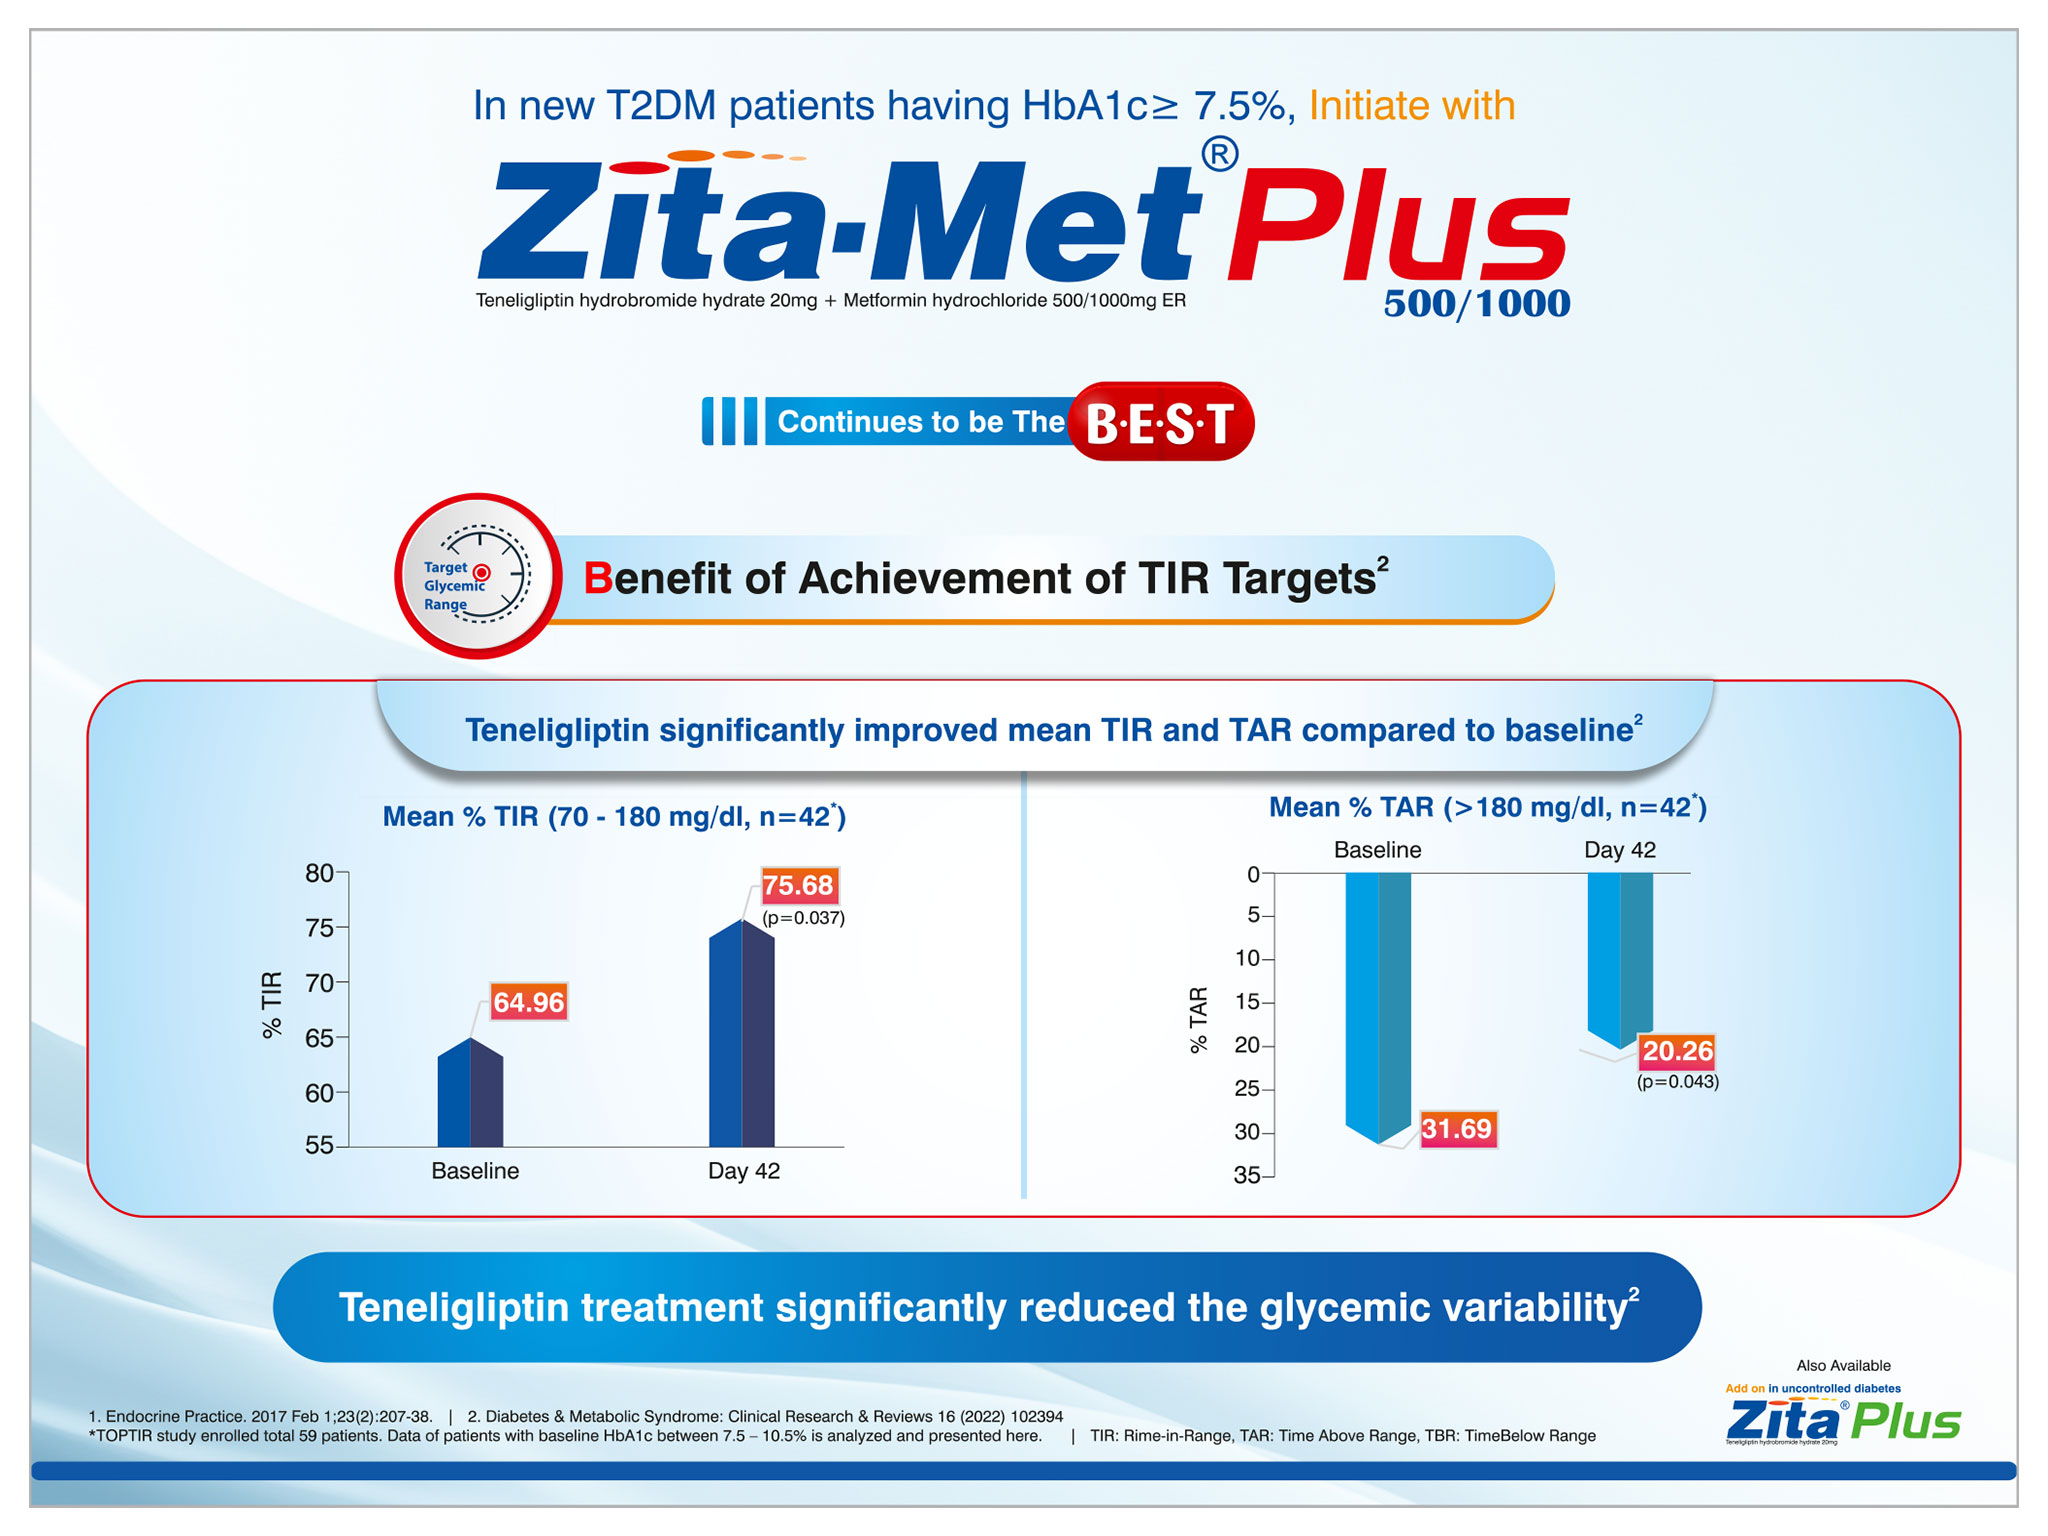 In new T2DM patients having HbA1c≥ 7.5%, Initiate with
Zita-Met® Plus
Teneligliptin hydrobromide hydrate 20mg + Metformin hydrochloride 500/1000mg ER
500/1000
Continues to be The B·E·S·T
Target
Glycemic
Range
Benefit of Achievement of TIR Targets²
Teneligliptin significantly improved mean TIR and TAR compared to baseline²
Mean % TIR (70 - 180 mg/dl, n=42*)
80
75
70
65
60
55
% TIR
64.96
75.68
(p=0.037)
Baseline
Day 42
Mean % TAR (>180 mg/dl, n=42*)
Baseline
Day 42
0
5
10
15
20
25
30
35
% TAR
31.69
20.26
(p=0.043)
Teneligliptin treatment significantly reduced the glycemic variability²
Also Available
Add on in uncontrolled diabetes
Zita® Plus
Teneligliptin hydrobromide hydrate 20mg
1. Endocrine Practice. 2017 Feb 1;23(2):207-38. | 2. Diabetes & Metabolic Syndrome: Clinical Research & Reviews 16 (2022) 102394
*TOPTIR study enrolled total 59 patients. Data of patients with baseline HbA1c between 7.5 – 10.5% is analyzed and presented here. | TIR: Rime-in-Range, TAR: Time Above Range, TBR: TimeBelow Range